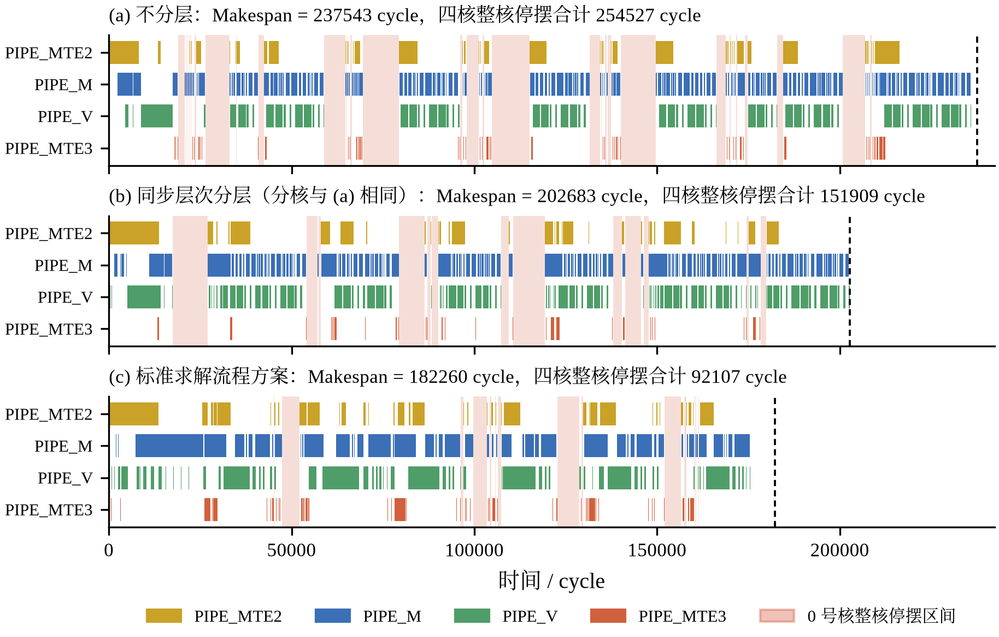 (a) 不分层：Makespan = 237543 cycle，四核整核停摆合计 254527 cycle
PIPE_MTE2
PIPE_M
PIPE_V
PIPE_MTE3
(b) 同步层次分层（分核与 (a) 相同）：Makespan = 202683 cycle，四核整核停摆合计 151909 cycle
PIPE_MTE2
PIPE_M
PIPE_V
PIPE_MTE3
(c) 标准求解流程方案：Makespan = 182260 cycle，四核整核停摆合计 92107 cycle
PIPE_MTE2
PIPE_M
PIPE_V
PIPE_MTE3
0 50000 100000 150000 200000
时间 / cycle
PIPE_MTE2 PIPE_M PIPE_V PIPE_MTE3 0 号核整核停摆区间